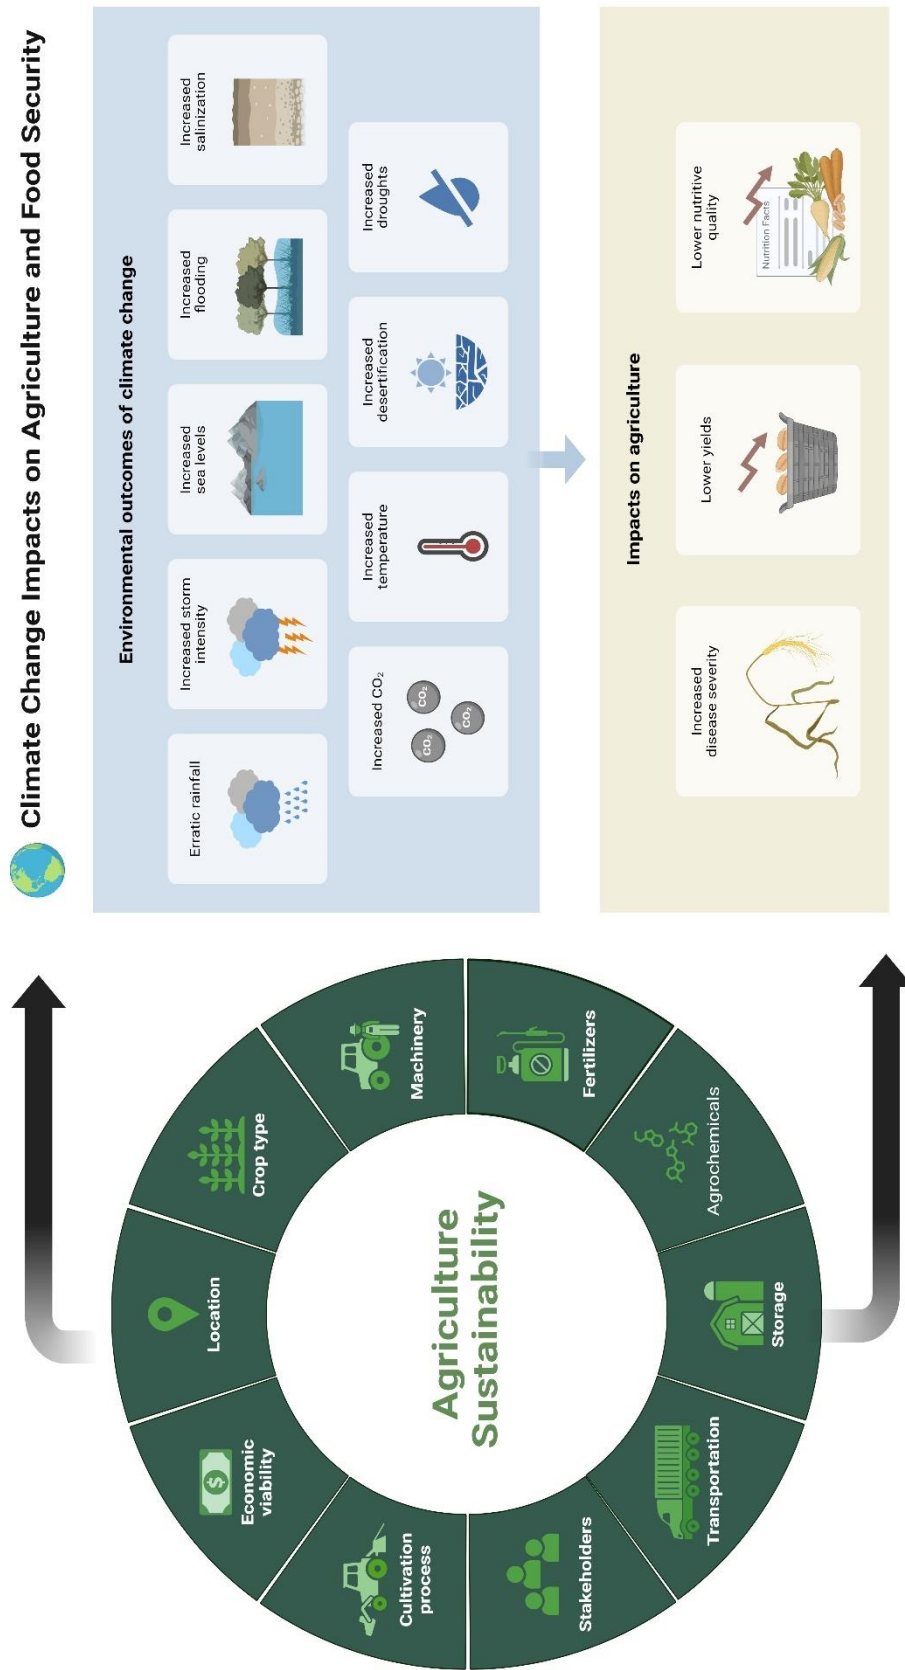 Climate Change Impacts on Agriculture and Food Security
Environmental outcomes of climate change
Erratic rainfall
Increased storm
intensity
Increased
sea levels
Increased
flooding
Increased
salinization
Increased CO₂
CO₂
CO₂
CO₂
Increased
temperature
Increased
desertification
Increased
droughts
Impacts on agriculture
Increased
disease severity
Lower yields
Lower nutritive
quality
Nutrition Facts
Agriculture
Sustainability
Location
Crop type
Machinery
Fertilizers
Agrochemicals
Storage
Transportation
Stakeholders
Cultivation
process
Economic
viability
$